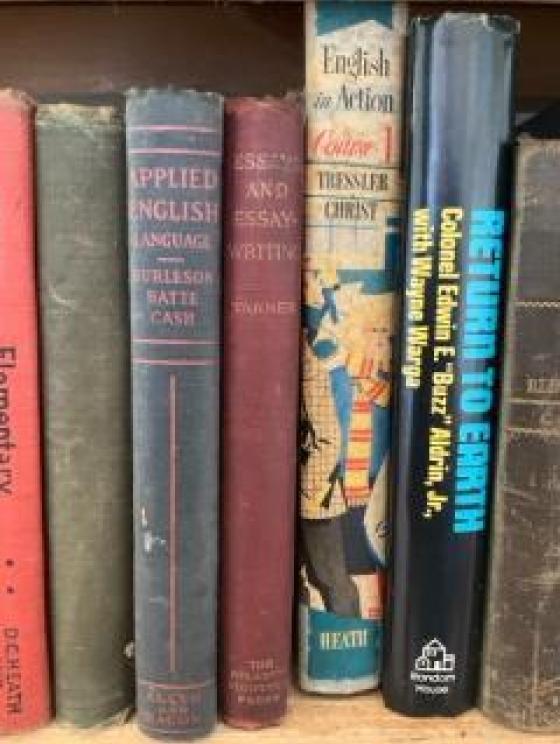 Elementary
D.C.HEATH
APPLIED
ENGLISH
LANGUAGE
BURLESON
BATTE
CASH
ALLYN
AND
BACON
AND
ESSAY-
WRITING
TANNER
THE
ATLANTIC
MONTHLY
PRESS
English
in Action
Course 1
TRESSLER
CHRIST
HEATH
RETURN TO EARTH
Colonel Edwin E. "Buzz" Aldrin, Jr.,
with Wayne Warga
Random
House